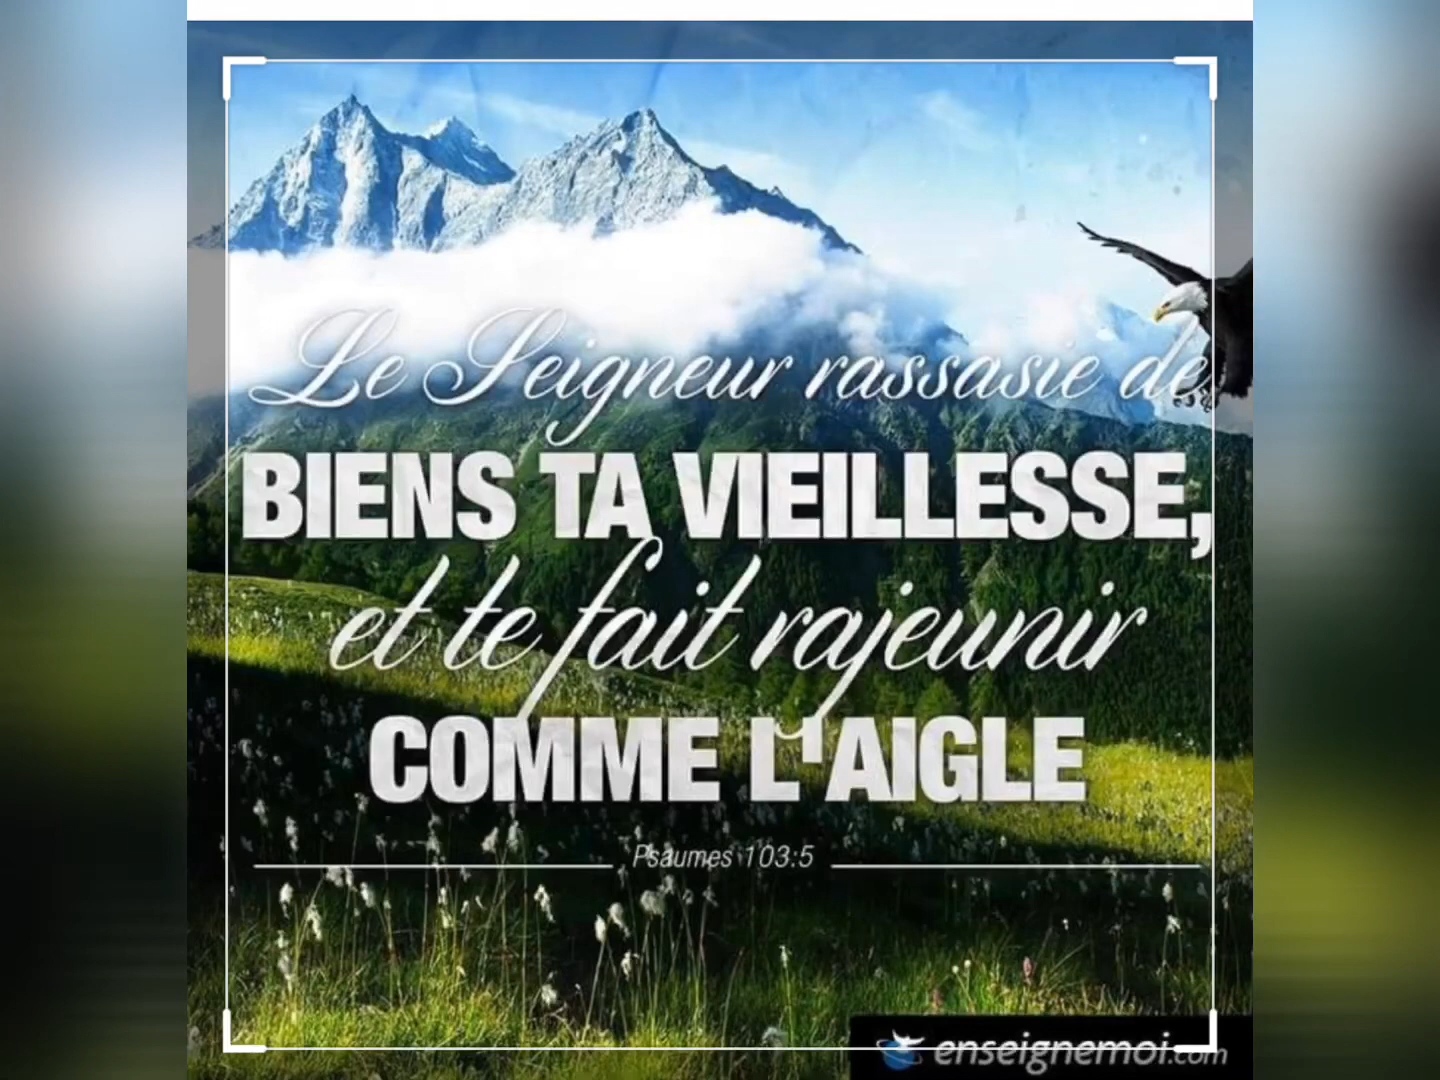 Le Seigneur rassasie de
BIENS TA VIEILLESSE,
et te fait rajeunir
COMME L'AIGLE
Psaumes 103:5
enseignemoi.com